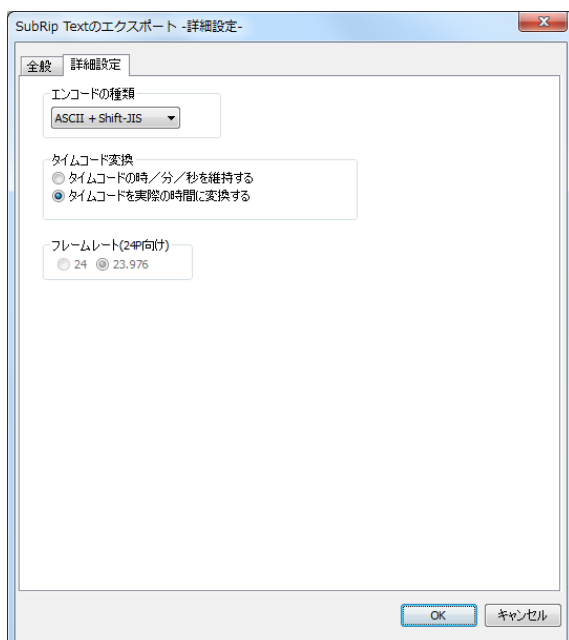 SubRip Textのエクスポート -詳細設定-
全般 詳細設定
エンコードの種類
ASCII + Shift-JIS
タイムコード変換
タイムコードの時／分／秒を維持する
タイムコードを実際の時間に変換する
フレームレート(24P向け)
24 23.976
OK キャンセル